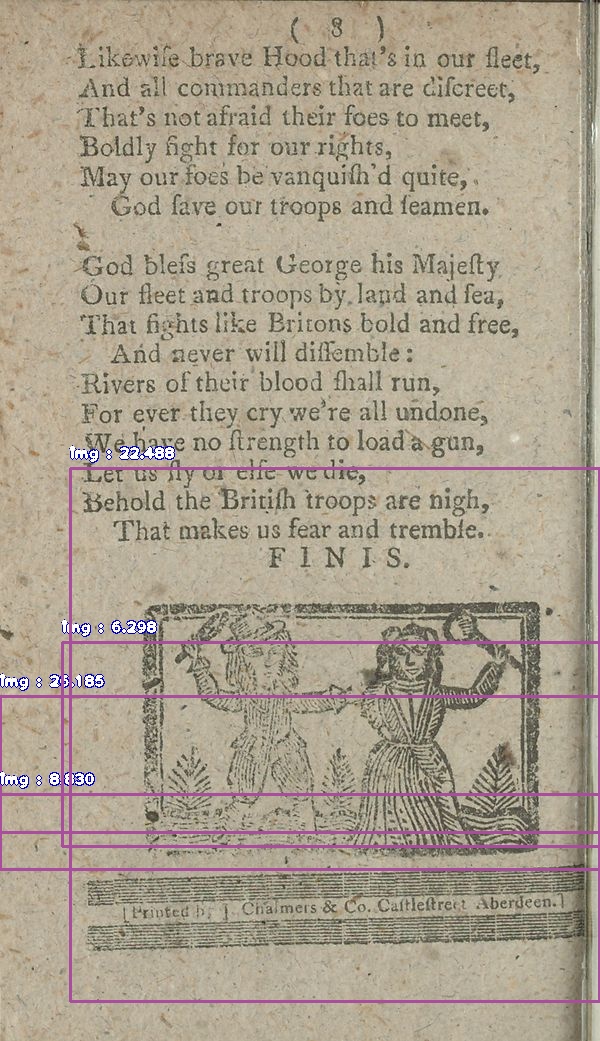 ( 8 )
Likewiſe brave Hood that's in our fleet,
And all commanders that are diſcreet,
That's not afraid their foes to meet,
Boldly fight for our rights,
May our foes be vanquiſh'd quite,
God ſave our troops and ſeamen.
God bleſs great George his Majeſty
Our fleet and troops by land and ſea,
That fights like Britons bold and free,
And never will diſſemble:
Rivers of their blood ſhall run,
For ever they cry we're all undone,
We have no ſtrength to load a gun,
img : 22.488
Let us fly or elſe we die,
Behold the Britiſh troops are nigh,
That makes us fear and tremble.
FINIS.
img : 6.298
img : 185
img : 8.830
[Printed by J. Chalmers & Co. Caſtleſtreet Aberdeen.]